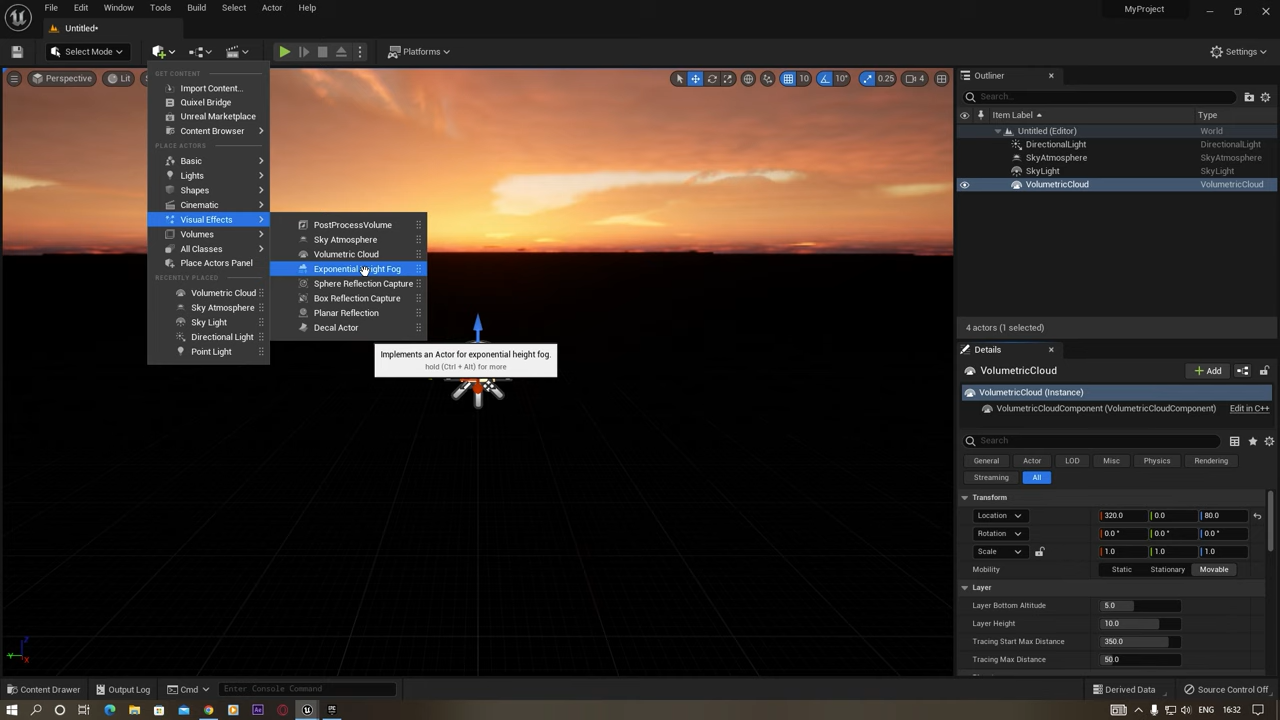 File Edit Window Tools Build Select Actor Help
MyProject
Untitled*
Select Mode
Platforms
Settings
Perspective
Lit
10
10°
0.25
4
GET CONTENT
Import Content...
Quixel Bridge
Unreal Marketplace
Content Browser
PLACE ACTORS
Basic
Lights
Shapes
Cinematic
Visual Effects
Volumes
All Classes
Place Actors Panel
RECENTLY PLACED
Volumetric Cloud
Sky Atmosphere
Sky Light
Directional Light
Point Light
PostProcessVolume
Sky Atmosphere
Volumetric Cloud
Exponential Height Fog
Sphere Reflection Capture
Box Reflection Capture
Planar Reflection
Decal Actor
Implements an Actor for exponential height fog.
hold (Ctrl + Alt) for more
Outliner
Search...
Item Label Type
Untitled (Editor) World
DirectionalLight DirectionalLight
SkyAtmosphere SkyAtmosphere
SkyLight SkyLight
VolumetricCloud VolumetricCloud
4 actors (1 selected)
Details
VolumetricCloud
Add
VolumetricCloud (Instance)
VolumetricCloudComponent (VolumetricCloudComponent) Edit in C++
Search
General Actor LOD Misc Physics Rendering
Streaming All
Transform
Location 320.0 0.0 80.0
Rotation 0.0° 0.0° 0.0°
Scale 1.0 1.0 1.0
Mobility Static Stationary Movable
Layer
Layer Bottom Altitude 5.0
Layer Height 10.0
Tracing Start Max Distance 350.0
Tracing Max Distance 50.0
Z
Y
X
Content Drawer Output Log Cmd Enter Console Command
Derived Data Source Control Off
Ae
ENG 16:32